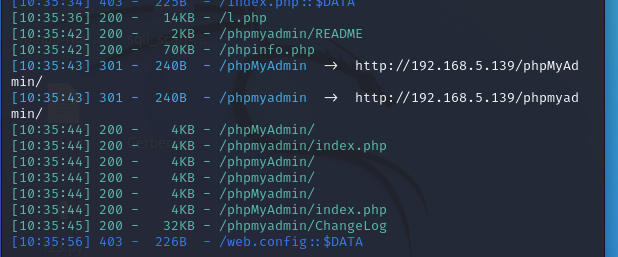 [10:35:34] 403 -  225B  - /index.php::$DATA
[10:35:36] 200 -   14KB - /l.php
[10:35:42] 200 -    2KB - /phpmyadmin/README
[10:35:42] 200 -   70KB - /phpinfo.php
[10:35:43] 301 -  240B  - /phpMyAdmin  →  http://192.168.5.139/phpMyAd
min/
[10:35:43] 301 -  240B  - /phpmyadmin  →  http://192.168.5.139/phpmyad
min/
[10:35:44] 200 -    4KB - /phpMyAdmin/
[10:35:44] 200 -    4KB - /phpmyadmin/index.php
[10:35:44] 200 -    4KB - /phpmyadmin/
[10:35:44] 200 -    4KB - /phpmyadmin/
[10:35:44] 200 -    4KB - /phpMyAdmin/
[10:35:44] 200 -    4KB - /phpMyAdmin/index.php
[10:35:45] 200 -   32KB - /phpmyadmin/ChangeLog
[10:35:56] 403 -  226B  - /web.config::$DATA